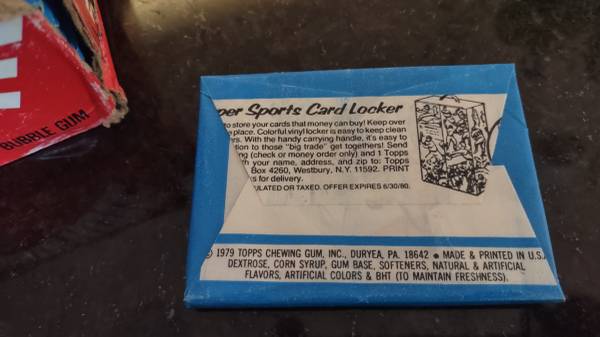 BUBBLE GUM
per Sports Card Locker
to store your cards that money can buy! Keep over
place. Colorful vinyl locker is easy to keep clean
rs. With the handy carrying handle, it's easy to
tion to those "big trade" get togethers! Send
ng (check or money order only) and 1 Topps
h your name, address, and zip to: Topps
Box 4260, Westbury, N.Y. 11592. PRINT
s for delivery.
ULATED OR TAXED. OFFER EXPIRES 6/30/80.
© 1979 TOPPS CHEWING GUM, INC., DURYEA, PA. 18642 • MADE & PRINTED IN U.S.A
DEXTROSE, CORN SYRUP, GUM BASE, SOFTENERS, NATURAL & ARTIFICIAL
FLAVORS, ARTIFICIAL COLORS & BHT (TO MAINTAIN FRESHNESS).